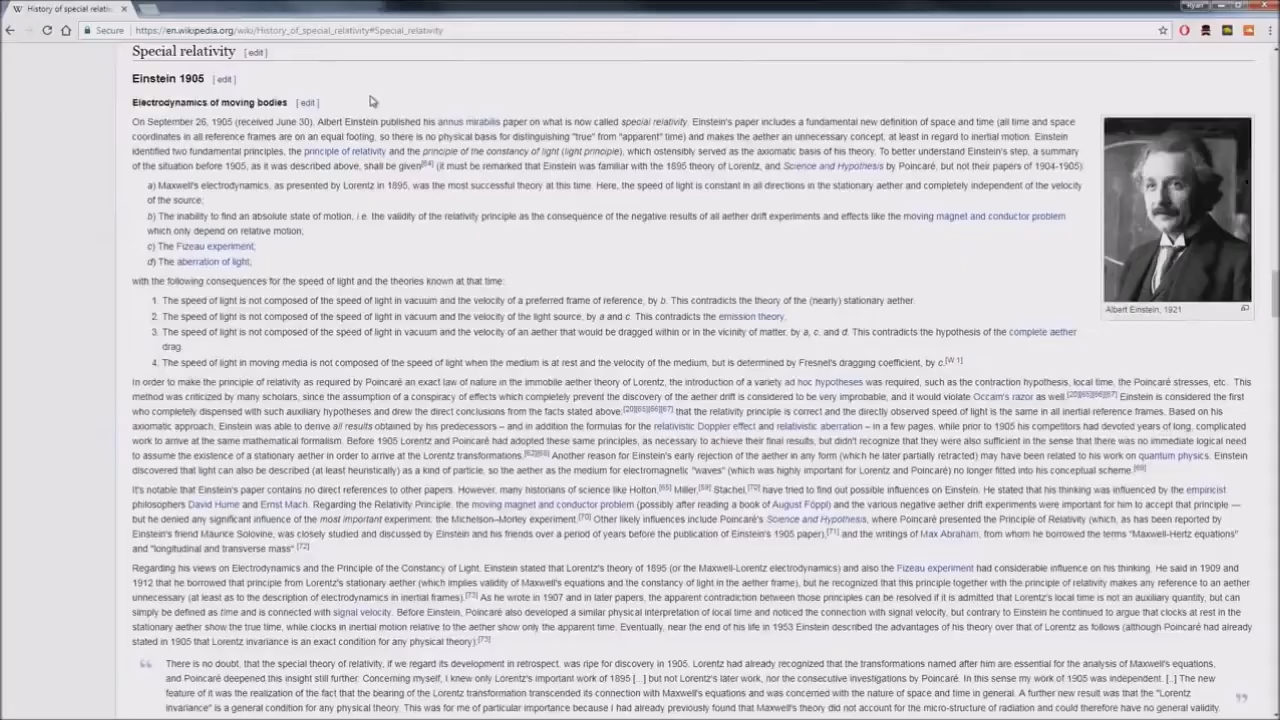 History of special relativ
Ryan
Secure
https://en.wikipedia.org/wiki/History_of_special_relativity#Special_relativity
Special relativity [ edit ]
Einstein 1905 [ edit ]
Electrodynamics of moving bodies [ edit ]
On September 26, 1905 (received June 30), Albert Einstein published his annus mirabilis paper on what is now called special relativity. Einstein's paper includes a fundamental new definition of space and time (all time and space
coordinates in all reference frames are on an equal footing, so there is no physical basis for distinguishing "true" from "apparent" time) and makes the aether an unnecessary concept, at least in regard to inertial motion. Einstein
identified two fundamental principles, the principle of relativity and the principle of the constancy of light (light principle), which ostensibly served as the axiomatic basis of his theory. To better understand Einstein's step, a summary
of the situation before 1905, as it was described above, shall be given[64] (it must be remarked that Einstein was familiar with the 1895 theory of Lorentz, and Science and Hypothesis by Poincaré, but not their papers of 1904-1905):
a) Maxwell's electrodynamics, as presented by Lorentz in 1895, was the most successful theory at this time. Here, the speed of light is constant in all directions in the stationary aether and completely independent of the velocity
of the source;
b) The inability to find an absolute state of motion, i.e. the validity of the relativity principle as the consequence of the negative results of all aether drift experiments and effects like the moving magnet and conductor problem
which only depend on relative motion;
c) The Fizeau experiment;
d) The aberration of light;
with the following consequences for the speed of light and the theories known at that time:
1. The speed of light is not composed of the speed of light in vacuum and the velocity of a preferred frame of reference, by b. This contradicts the theory of the (nearly) stationary aether.
2. The speed of light is not composed of the speed of light in vacuum and the velocity of the light source, by a and c. This contradicts the emission theory.
3. The speed of light is not composed of the speed of light in vacuum and the velocity of an aether that would be dragged within or in the vicinity of matter, by a, c, and d. This contradicts the hypothesis of the complete aether
drag.
4. The speed of light in moving media is not composed of the speed of light when the medium is at rest and the velocity of the medium, but is determined by Fresnel's dragging coefficient, by c.[W 1]
Albert Einstein, 1921
In order to make the principle of relativity as required by Poincaré an exact law of nature in the immobile aether theory of Lorentz, the introduction of a variety ad hoc hypotheses was required, such as the contraction hypothesis, local time, the Poincaré stresses, etc. This
method was criticized by many scholars, since the assumption of a conspiracy of effects which completely prevent the discovery of the aether drift is considered to be very improbable, and it would violate Occam's razor as well.[20][65][66][67] Einstein is considered the first
who completely dispensed with such auxiliary hypotheses and drew the direct conclusions from the facts stated above:[20][65][66][67] that the relativity principle is correct and the directly observed speed of light is the same in all inertial reference frames. Based on his
axiomatic approach, Einstein was able to derive all results obtained by his predecessors – and in addition the formulas for the relativistic Doppler effect and relativistic aberration – in a few pages, while prior to 1905 his competitors had devoted years of long, complicated
work to arrive at the same mathematical formalism. Before 1905 Lorentz and Poincaré had adopted these same principles, as necessary to achieve their final results, but didn't recognize that they were also sufficient in the sense that there was no immediate logical need
to assume the existence of a stationary aether in order to arrive at the Lorentz transformations.[62][68] Another reason for Einstein's early rejection of the aether in any form (which he later partially retracted) may have been related to his work on quantum physics. Einstein
discovered that light can also be described (at least heuristically) as a kind of particle, so the aether as the medium for electromagnetic "waves" (which was highly important for Lorentz and Poincaré) no longer fitted into his conceptual scheme.[69]
It's notable that Einstein's paper contains no direct references to other papers. However, many historians of science like Holton,[65] Miller,[59] Stachel,[70] have tried to find out possible influences on Einstein. He stated that his thinking was influenced by the empiricist
philosophers David Hume and Ernst Mach. Regarding the Relativity Principle, the moving magnet and conductor problem (possibly after reading a book of August Föppl) and the various negative aether drift experiments were important for him to accept that principle —
but he denied any significant influence of the most important experiment: the Michelson–Morley experiment.[70] Other likely influences include Poincaré's Science and Hypothesis, where Poincaré presented the Principle of Relativity (which, as has been reported by
Einstein's friend Maurice Solovine, was closely studied and discussed by Einstein and his friends over a period of years before the publication of Einstein's 1905 paper),[71] and the writings of Max Abraham, from whom he borrowed the terms "Maxwell-Hertz equations"
and "longitudinal and transverse mass".[72]
Regarding his views on Electrodynamics and the Principle of the Constancy of Light, Einstein stated that Lorentz's theory of 1895 (or the Maxwell-Lorentz electrodynamics) and also the Fizeau experiment had considerable influence on his thinking. He said in 1909 and
1912 that he borrowed that principle from Lorentz's stationary aether (which implies validity of Maxwell's equations and the constancy of light in the aether frame), but he recognized that this principle together with the principle of relativity makes any reference to an aether
unnecessary (at least as to the description of electrodynamics in inertial frames).[73] As he wrote in 1907 and in later papers, the apparent contradiction between those principles can be resolved if it is admitted that Lorentz's local time is not an auxiliary quantity, but can
simply be defined as time and is connected with signal velocity. Before Einstein, Poincaré also developed a similar physical interpretation of local time and noticed the connection with signal velocity, but contrary to Einstein he continued to argue that clocks at rest in the
stationary aether show the true time, while clocks in inertial motion relative to the aether show only the apparent time. Eventually, near the end of his life in 1953 Einstein described the advantages of his theory over that of Lorentz as follows (although Poincaré had already
stated in 1905 that Lorentz invariance is an exact condition for any physical theory):[73]
There is no doubt, that the special theory of relativity, if we regard its development in retrospect, was ripe for discovery in 1905. Lorentz had already recognized that the transformations named after him are essential for the analysis of Maxwell's equations,
and Poincaré deepened this insight still further. Concerning myself, I knew only Lorentz's important work of 1895 [...] but not Lorentz's later work, nor the consecutive investigations by Poincaré. In this sense my work of 1905 was independent. [..] The new
feature of it was the realization of the fact that the bearing of the Lorentz transformation transcended its connection with Maxwell's equations and was concerned with the nature of space and time in general. A further new result was that the "Lorentz
invariance" is a general condition for any physical theory. This was for me of particular importance because I had already previously found that Maxwell's theory did not account for the micro-structure of radiation and could therefore have no general validity.